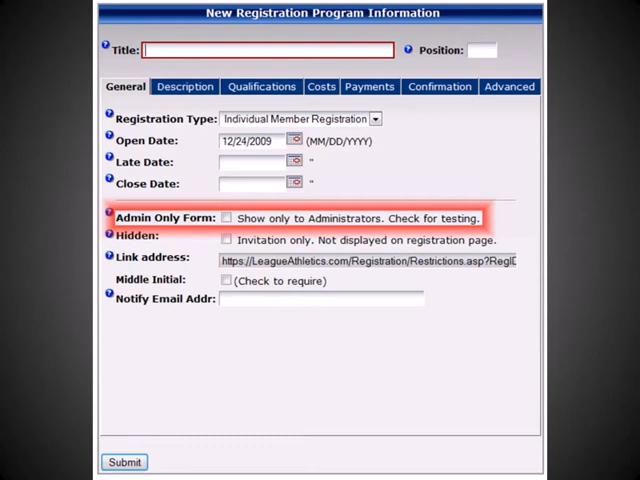 New Registration Program Information
Title: Position:
General Description Qualifications Costs Payments Confirmation Advanced
Registration Type: Individual Member Registration
Open Date: 12/24/2009 (MM/DD/YYYY)
Late Date: "
Close Date: "
Admin Only Form: Show only to Administrators. Check for testing.
Hidden: Invitation only. Not displayed on registration page.
Link address: https://LeagueAthletics.com/Registration/Restrictions.asp?RegID
Middle Initial: (Check to require)
Notify Email Addr:
Submit